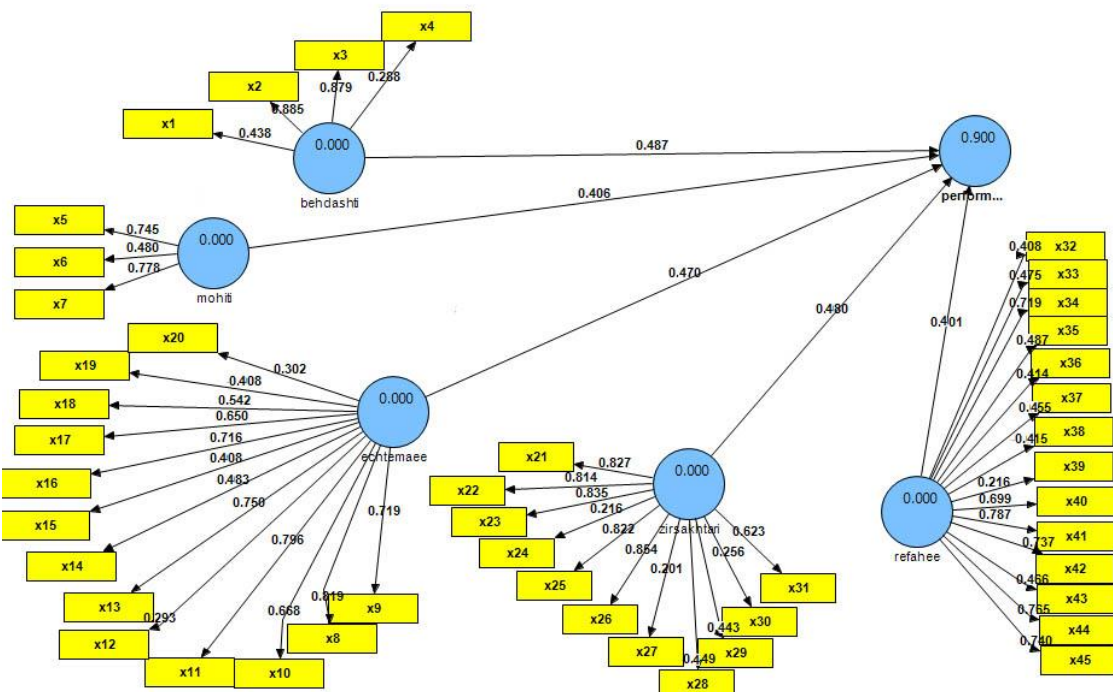 x4
x3
x2
x1
0.288
0.879
0.885
0.438
0.000
behdashti
0.487
0.900
perform...
x5
x6
x7
0.745
0.480
0.778
0.000
mohiti
0.406
x20
x19
x18
x17
x16
x15
x14
x13
x12
x11
x10
x8
x9
0.302
0.408
0.542
0.650
0.716
0.408
0.483
0.750
0.293
0.796
0.668
0.819
0.719
0.000
echtemaee
0.470
x21
x22
x23
x24
x25
x26
x27
x28
x29
x30
x31
0.827
0.814
0.835
0.216
0.822
0.854
0.201
0.449
0.443
0.256
0.623
0.000
zirsakhtari
0.480
0.401
0.000
refahee
0.408
x32
0.475
x33
0.719
x34
0.487
x35
0.414
x36
0.455
x37
0.415
x38
0.216
x39
0.699
x40
0.787
x41
0.737
x42
0.466
x43
0.765
x44
0.740
x45